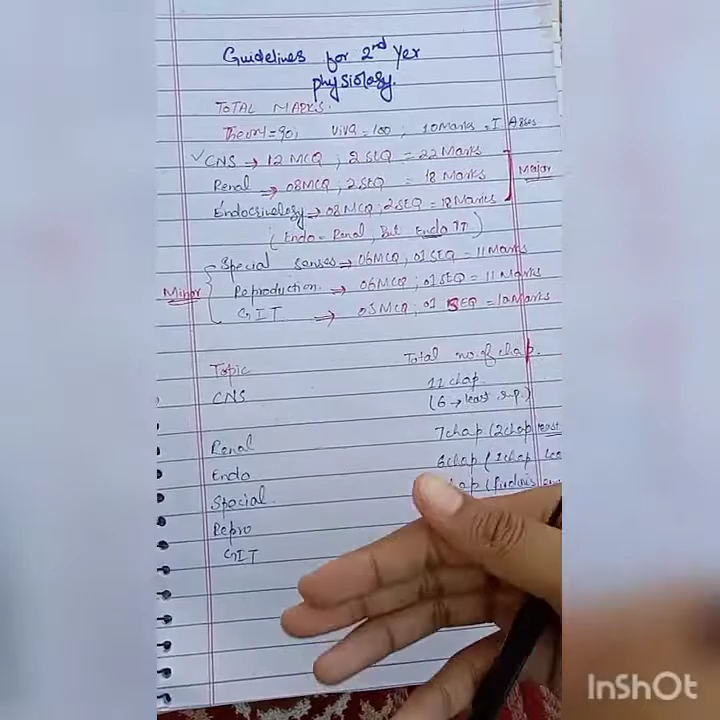 Guidelines for 2nd Yer
physiology.
TOTAL MARKS.
Theory=90, Viva=100, 10 Marks = I Asses
✓CNS → 12 MCQ ; 2 SEQ = 22 Marks
Renal → 08 MCQ ; 2 SEQ = 18 Marks
Major
Endocrinology → 08 MCQ ; 2 SEQ = 18 Marks
(Endo = Renal, But Endo ↑↑)
Special senses → 06 MCQ ; 01 SEQ = 11 Marks
Minor
Reproduction. → 06 MCQ ; 01 SEQ = 11 Marks
GIT → 05 MCQ ; 01 SEQ = 10 Marks
Topic Total no. of chap.
CNS 11 chap.
(6 → least
Renal 7 chap (2 chap least
Endo 6 chap (1 chap
Special.
Repro
GIT
InShOt